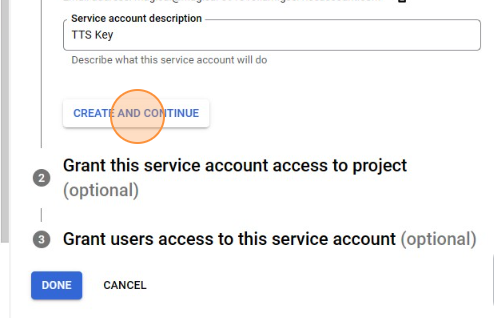 Service account description
TTS Key
Describe what this service account will do
CREATE AND CONTINUE
2
Grant this service account access to project
(optional)
3
Grant users access to this service account (optional)
DONE
CANCEL